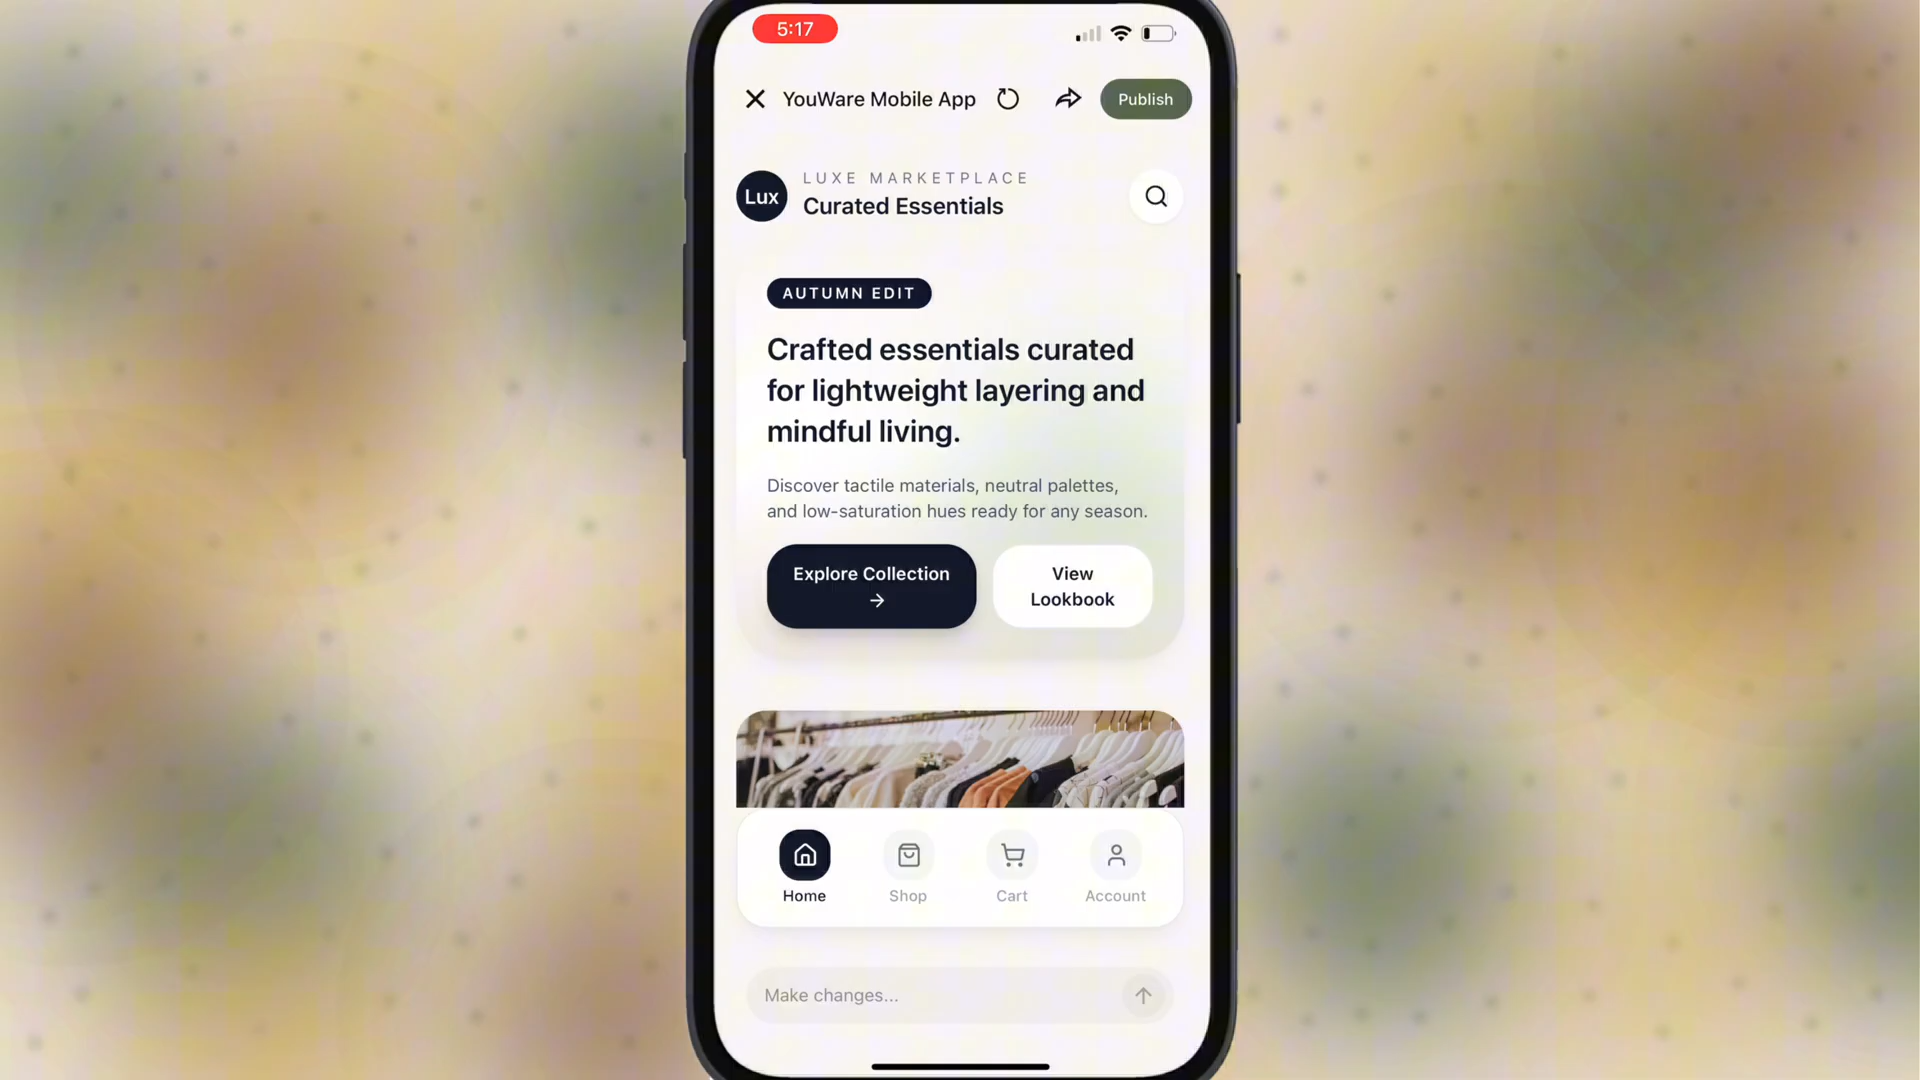 5:17
YouWare Mobile App
Publish
Lux
LUXE MARKETPLACE
Curated Essentials
AUTUMN EDIT
Crafted essentials curated
for lightweight layering and
mindful living.
Discover tactile materials, neutral palettes,
and low-saturation hues ready for any season.
Explore Collection
→
View
Lookbook
Home
Shop
Cart
Account
Make changes...